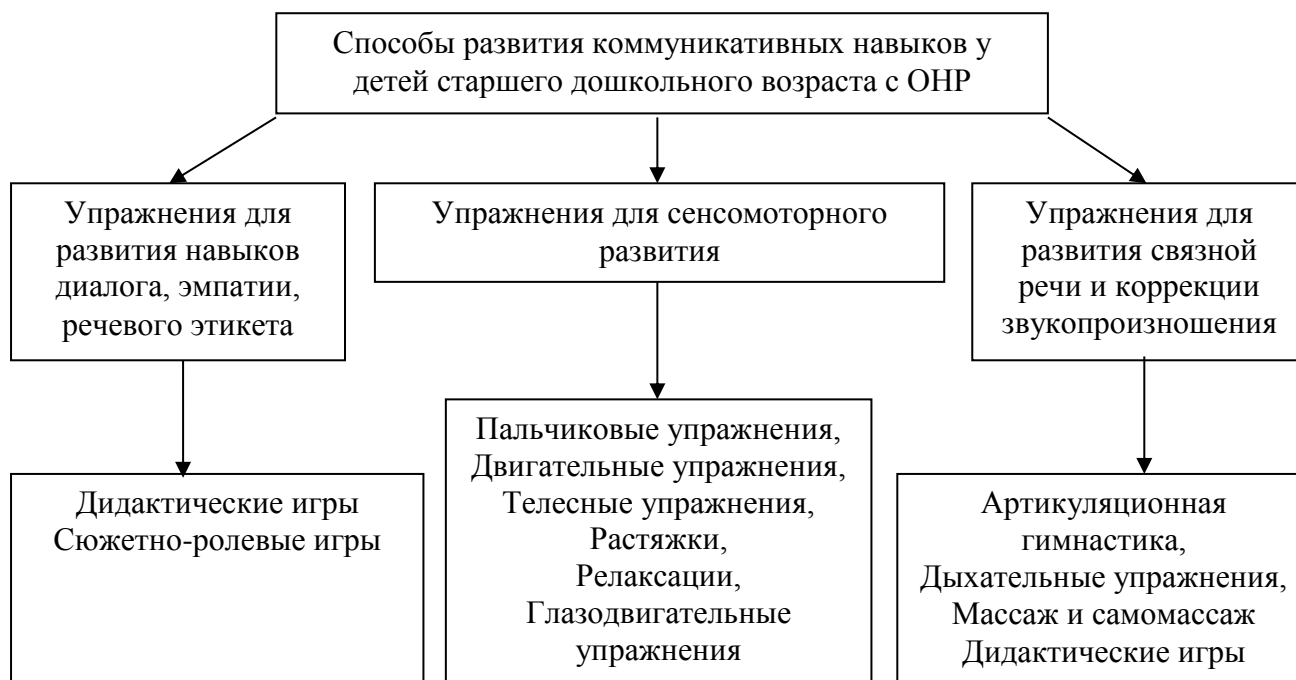 Способы развития коммуникативных навыков у
детей старшего дошкольного возраста с ОНР
Упражнения для
развития навыков
диалога, эмпатии,
речевого этикета
Упражнения для сенсомоторного
развития
Упражнения для
развития связной
речи и коррекции
звукопроизношения
Дидактические игры
Сюжетно-ролевые игры
Пальчиковые упражнения,
Двигательные упражнения,
Телесные упражнения,
Растяжки,
Релаксации,
Глазодвигательные
упражнения
Артикуляционная
гимнастика,
Дыхательные упражнения,
Массаж и самомассаж
Дидактические игры